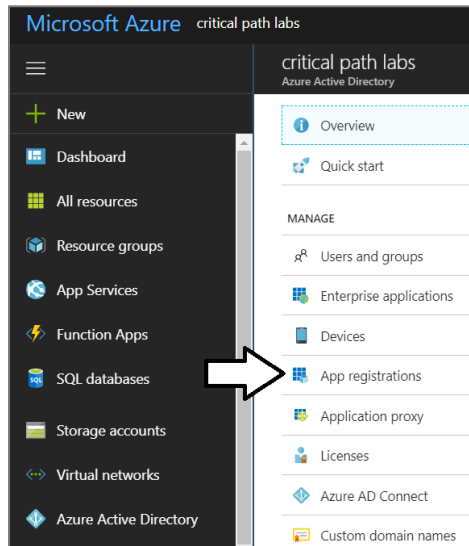 Microsoft Azure critical path labs
New
Dashboard
All resources
Resource groups
App Services
Function Apps
SQL
SQL databases
Storage accounts
Virtual networks
Azure Active Directory
critical path labs
Azure Active Directory
Overview
Quick start
MANAGE
Users and groups
Enterprise applications
Devices
App registrations
Application proxy
Licenses
Azure AD Connect
Custom domain names